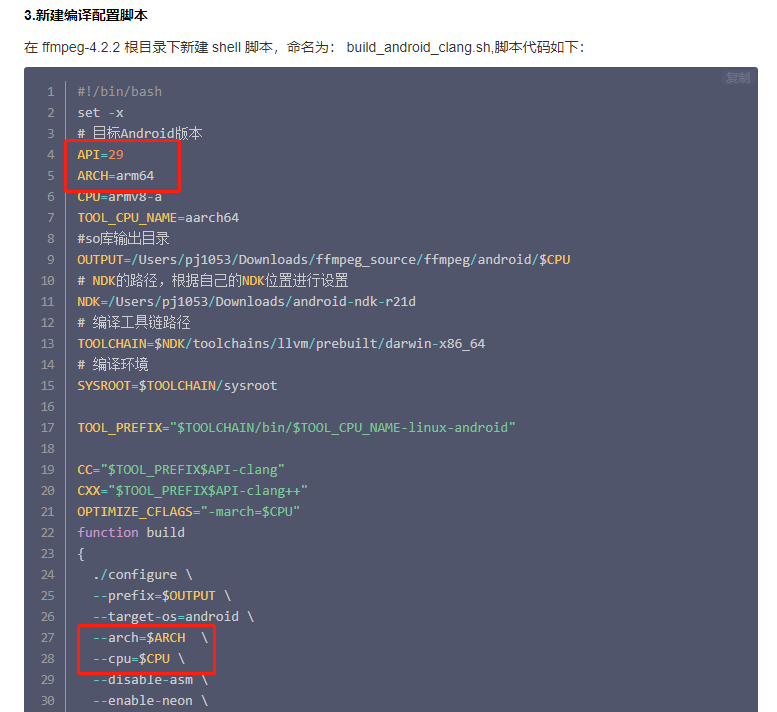 3.新建编译配置脚本
在 ffmpeg-4.2.2 根目录下新建 shell 脚本，命名为： build_android_clang.sh,脚本代码如下：
复制
1 #!/bin/bash
2 set -x
3 # 目标Android版本
4 API=29
5 ARCH=arm64
6 CPU=armv8-a
7 TOOL_CPU_NAME=aarch64
8 #so库输出目录
9 OUTPUT=/Users/pj1053/Downloads/ffmpeg_source/ffmpeg/android/$CPU
10 # NDK的路径，根据自己的NDK位置进行设置
11 NDK=/Users/pj1053/Downloads/android-ndk-r21d
12 # 编译工具链路径
13 TOOLCHAIN=$NDK/toolchains/llvm/prebuilt/darwin-x86_64
14 # 编译环境
15 SYSROOT=$TOOLCHAIN/sysroot
16
17 TOOL_PREFIX="$TOOLCHAIN/bin/$TOOL_CPU_NAME-linux-android"
18
19 CC="$TOOL_PREFIX$API-clang"
20 CXX="$TOOL_PREFIX$API-clang++"
21 OPTIMIZE_CFLAGS="-march=$CPU"
22 function build
23 {
24 ./configure \
25 --prefix=$OUTPUT \
26 --target-os=android \
27 --arch=$ARCH \
28 --cpu=$CPU \
29 --disable-asm \
30 --enable-neon \